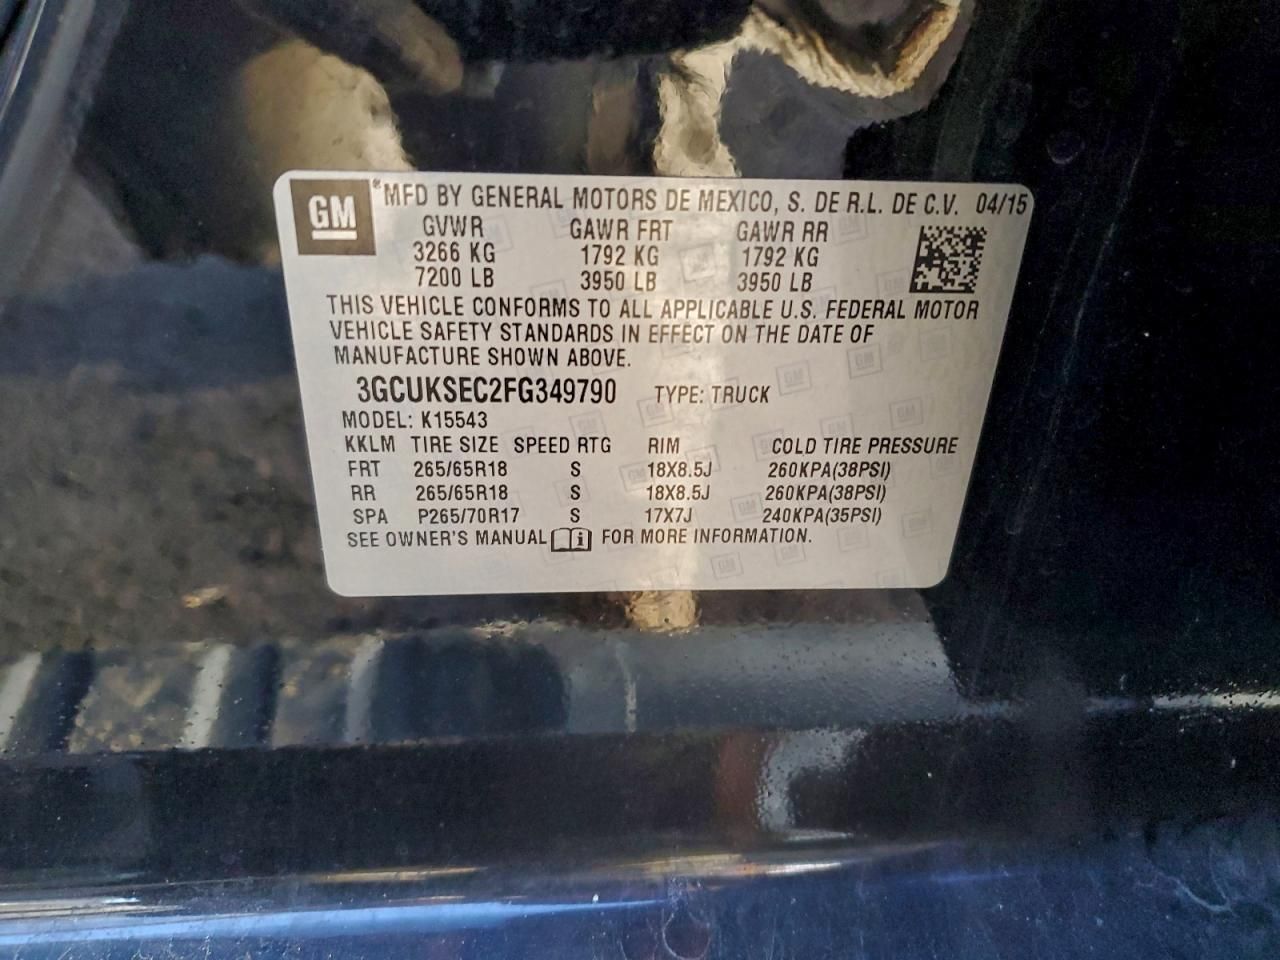 GM ®MFD BY GENERAL MOTORS DE MEXICO, S. DE R.L. DE C.V. 04/15
GVWR GAWR FRT GAWR RR
3266 KG 1792 KG 1792 KG
7200 LB 3950 LB 3950 LB
THIS VEHICLE CONFORMS TO ALL APPLICABLE U.S. FEDERAL MOTOR
VEHICLE SAFETY STANDARDS IN EFFECT ON THE DATE OF
MANUFACTURE SHOWN ABOVE.
3GCUKSEC2FG349790 TYPE: TRUCK
MODEL: K15543
KKLM TIRE SIZE SPEED RTG RIM COLD TIRE PRESSURE
FRT 265/65R18 S 18X8.5J 260KPA(38PSI)
RR 265/65R18 S 18X8.5J 260KPA(38PSI)
SPA P265/70R17 S 17X7J 240KPA(35PSI)
SEE OWNER'S MANUAL i FOR MORE INFORMATION.